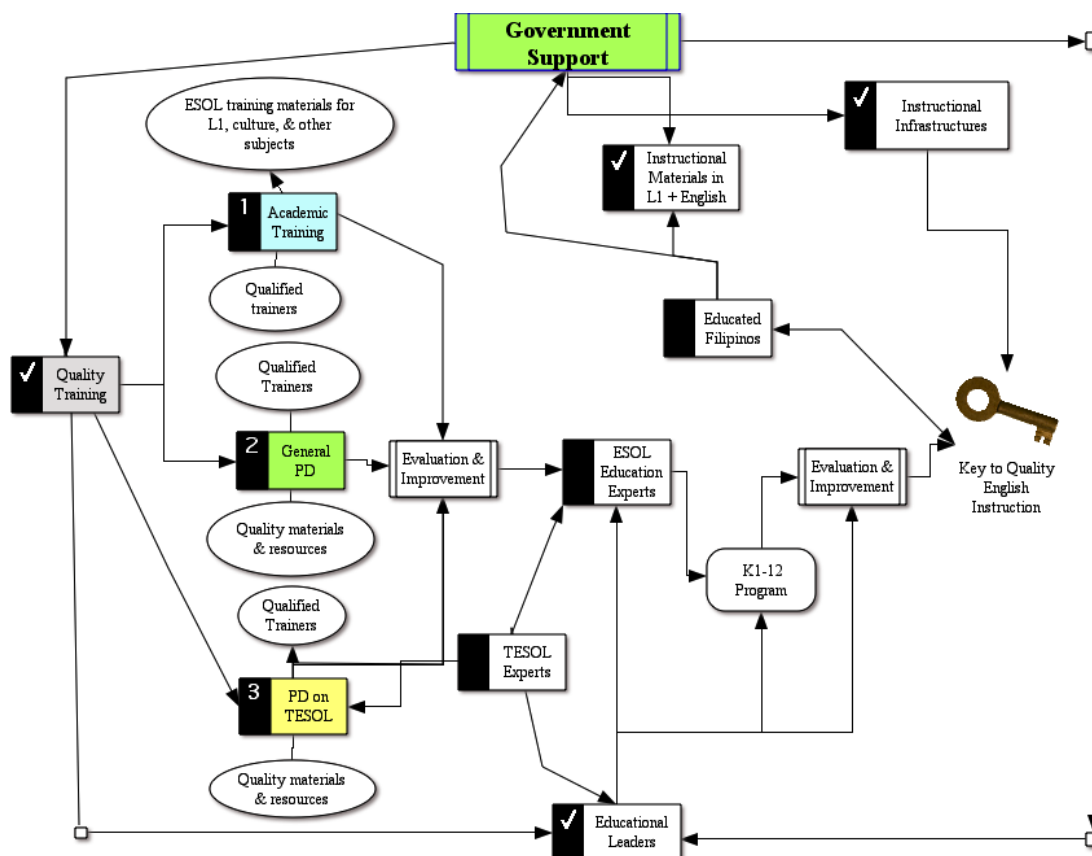 Government
Support
ESOL training materials for
L1, culture, & other
subjects
Instructional
Infrastructures
Instructional
Materials in
L1 + English
1
Academic
Training
Qualified
trainers
Educated
Filipinos
Quality
Training
Qualified
Trainers
2
General
PD
Evaluation &
Improvement
ESOL
Education
Experts
Evaluation &
Improvement
Key to Quality
English
Instruction
Quality materials
& resources
K1-12
Program
Qualified
Trainers
TESOL
Experts
3
PD on
TESOL
Quality materials
& resources
Educational
Leaders